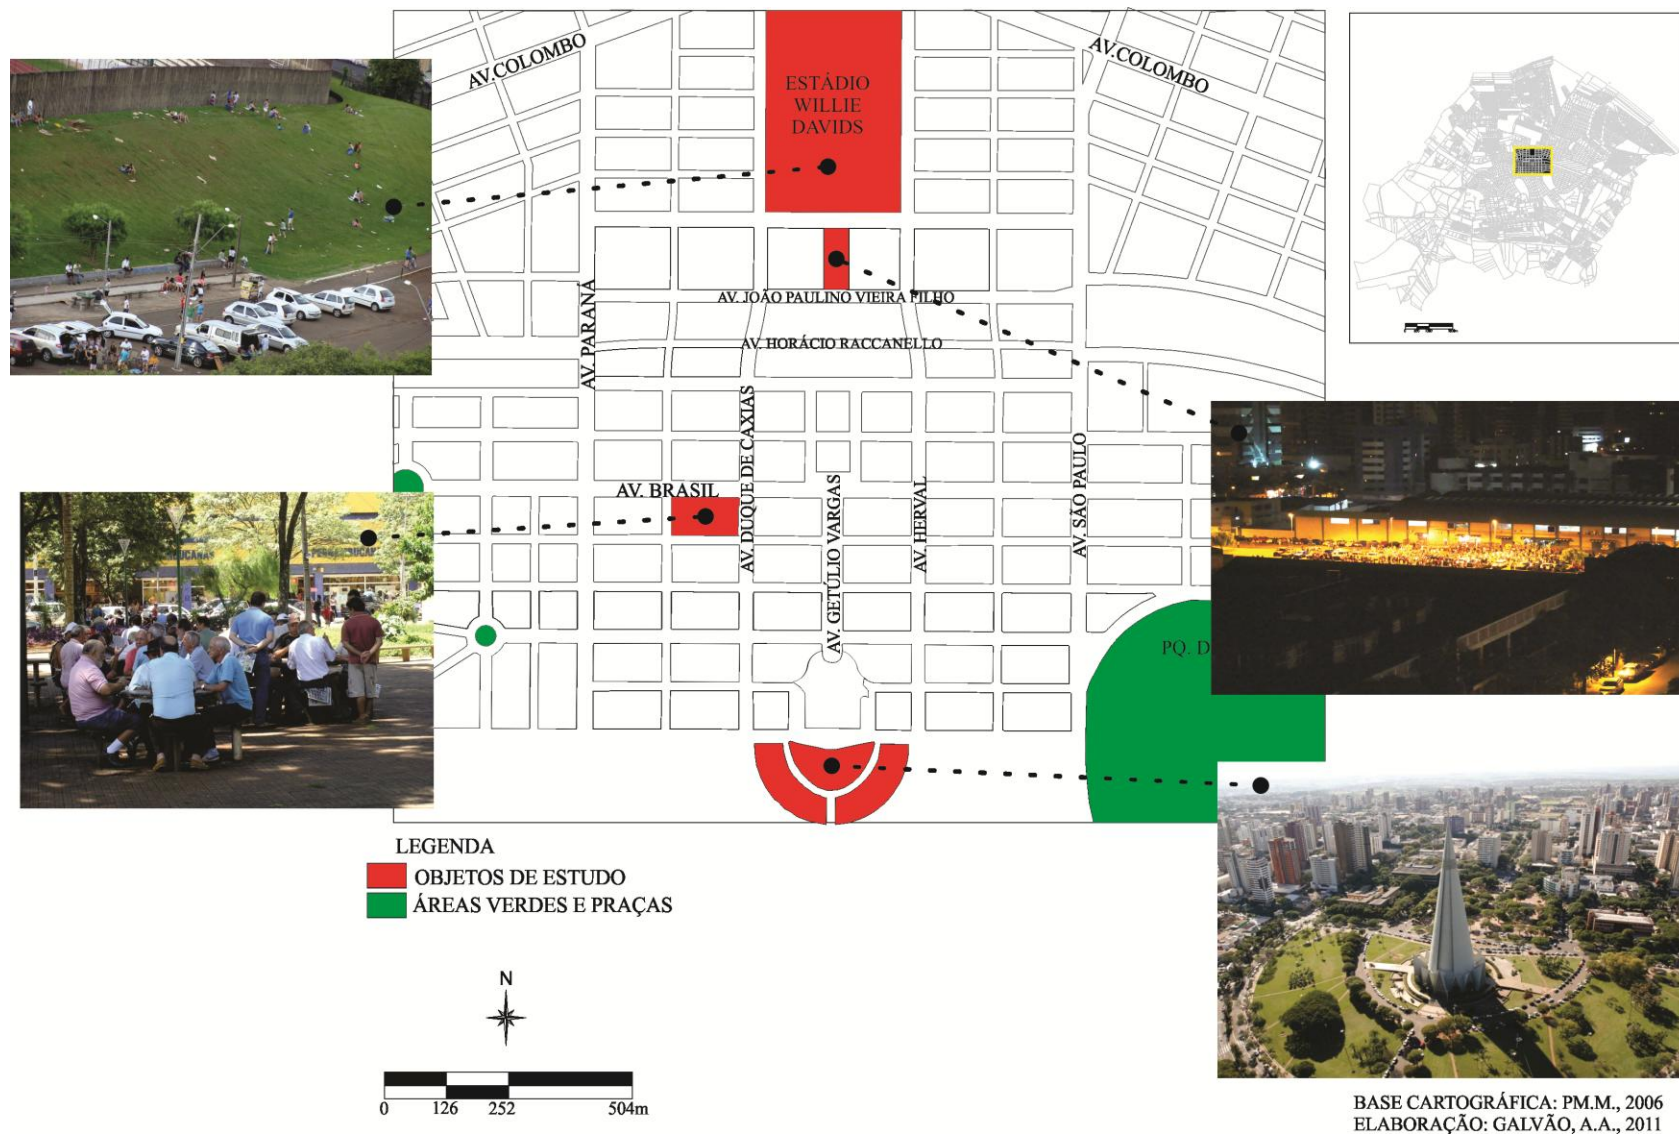 AV.COLOMBO
AV.COLOMBO
ESTÁDIO
WILLIE
DAVIDS
AV. JOÃO PAULINO VIEIRA FILHO
AV. PARANÁ
AV. HORÁCIO RACCANELLO
AV. DUQUE DE CAXIAS
AV. BRASIL
AV. GETÚLIO VARGAS
AV. HERVAL
AV. SÃO PAULO
PQ. D
LEGENDA
OBJETOS DE ESTUDO
ÁREAS VERDES E PRAÇAS
N
0 126 252 504m
BASE CARTOGRÁFICA: PM.M., 2006
ELABORAÇÃO: GALVÃO, A.A., 2011